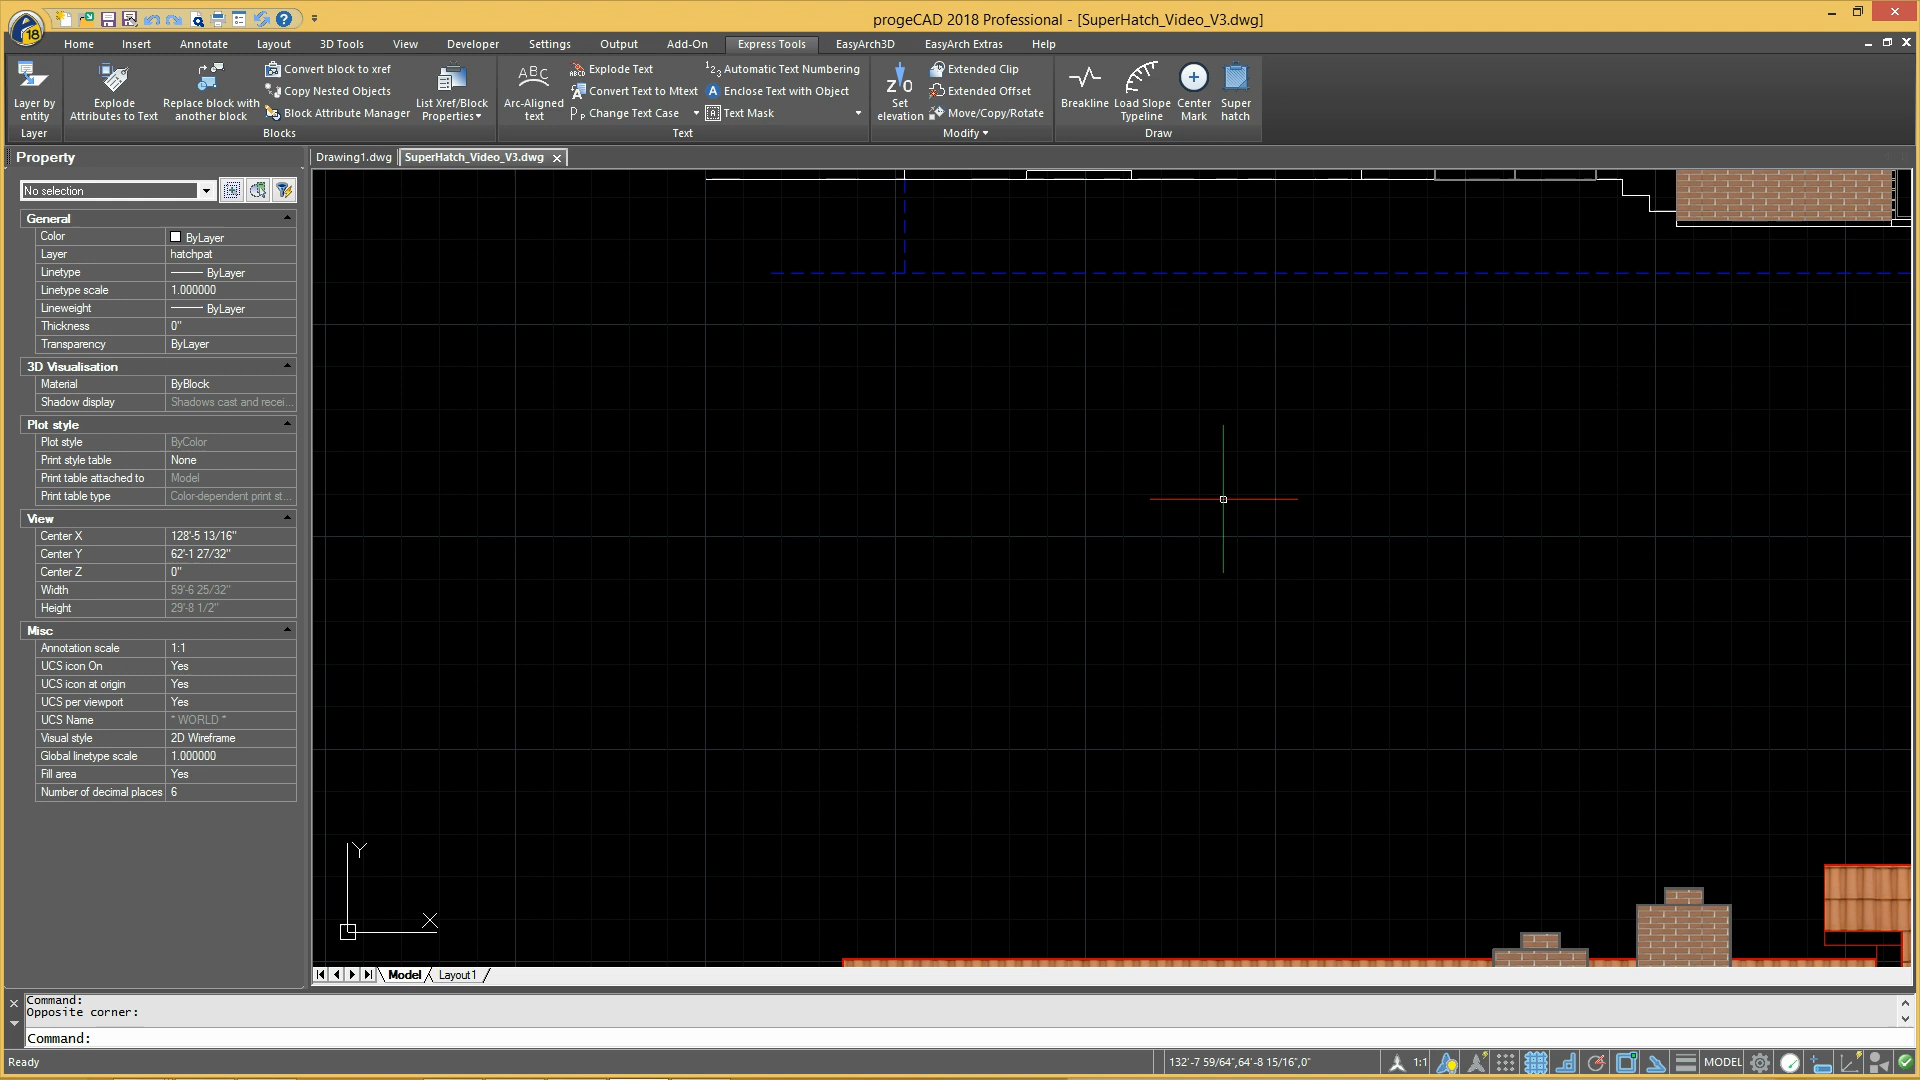 progeCAD 2018 Professional - [SuperHatch_Video_V3.dwg]
18
Home Insert Annotate Layout 3D Tools View Developer Settings Output Add-On Express Tools EasyArch3D EasyArch Extras Help
Layer by entity
Layer
Explode Attributes to Text
Replace block with another block
Convert block to xref
Copy Nested Objects
Block Attribute Manager
List Xref/Block Properties
Blocks
ABC
Arc-Aligned text
Explode Text
Convert Text to Mtext
Change Text Case
Automatic Text Numbering
Enclose Text with Object
Text Mask
Text
Set elevation
Extended Clip
Extended Offset
Move/Copy/Rotate
Modify
Breakline
Load Slope Typeline
Center Mark
Super hatch
Draw
Property
Drawing1.dwg SuperHatch_Video_V3.dwg
No selection
General
Color ByLayer
Layer hatchpat
Linetype ByLayer
Linetype scale 1.000000
Lineweight ByLayer
Thickness 0"
Transparency ByLayer
3D Visualisation
Material ByBlock
Shadow display Shadows cast and recei...
Plot style
Plot style ByColor
Print style table None
Print table attached to Model
Print table type Color-dependent print st...
View
Center X 128'-5 13/16"
Center Y 62'-1 27/32"
Center Z 0"
Width 59'-6 25/32"
Height 29'-8 1/2"
Misc
Annotation scale 1:1
UCS icon On Yes
UCS icon at origin Yes
UCS per viewport Yes
UCS Name * WORLD *
Visual style 2D Wireframe
Global linetype scale 1.000000
Fill area Yes
Number of decimal places 6
Y
X
Model Layout1
Command:
Opposite corner:
Command:
Ready 132'-7 59/64",64'-8 15/16",0" 1:1 MODEL